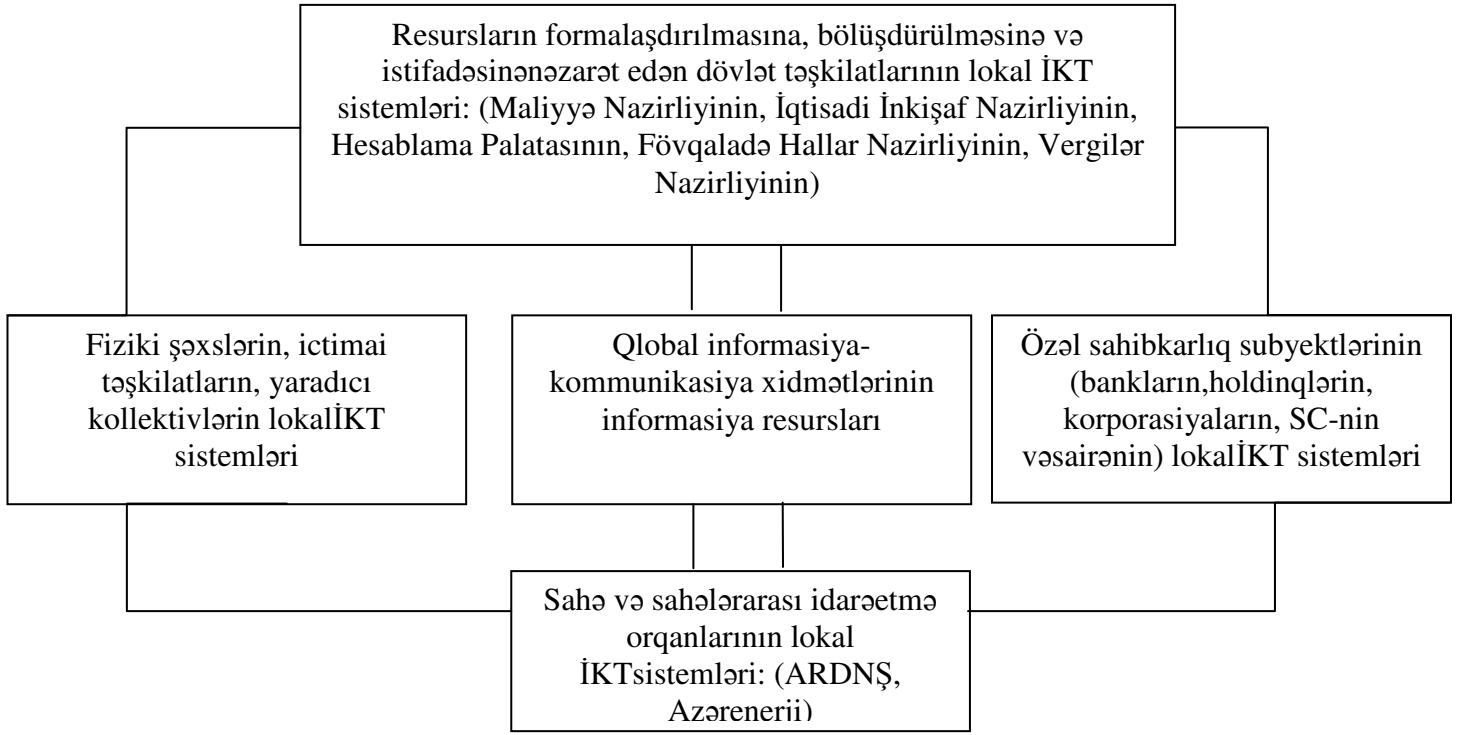 Resursların formalaşdırılmasına, bölüşdürülməsinə və
istifadəsinənəzarət edən dövlət təşkilatlarının lokal İKT
sistemləri: (Maliyyə Nazirliyinin, İqtisadi İnkişaf Nazirliyinin,
Hesablama Palatasının, Fövqaladə Hallar Nazirliyinin, Vergilər
Nazirliyinin)
Fiziki şəxslərin, ictimai
təşkilatların, yaradıcı
kollektivlərin lokalİKT
sistemləri
Qlobal informasiya-
kommunikasiya xidmətlərinin
informasiya resursları
Özəl sahibkarlıq subyektlərinin
(bankların,holdinqlərin,
korporasiyaların, SC-nin
vəsairənin) lokalİKT sistemləri
Sahə və sahələrarası idarəetmə
orqanlarının lokal
İKTsistemləri: (ARDNŞ,
Azərenerji)